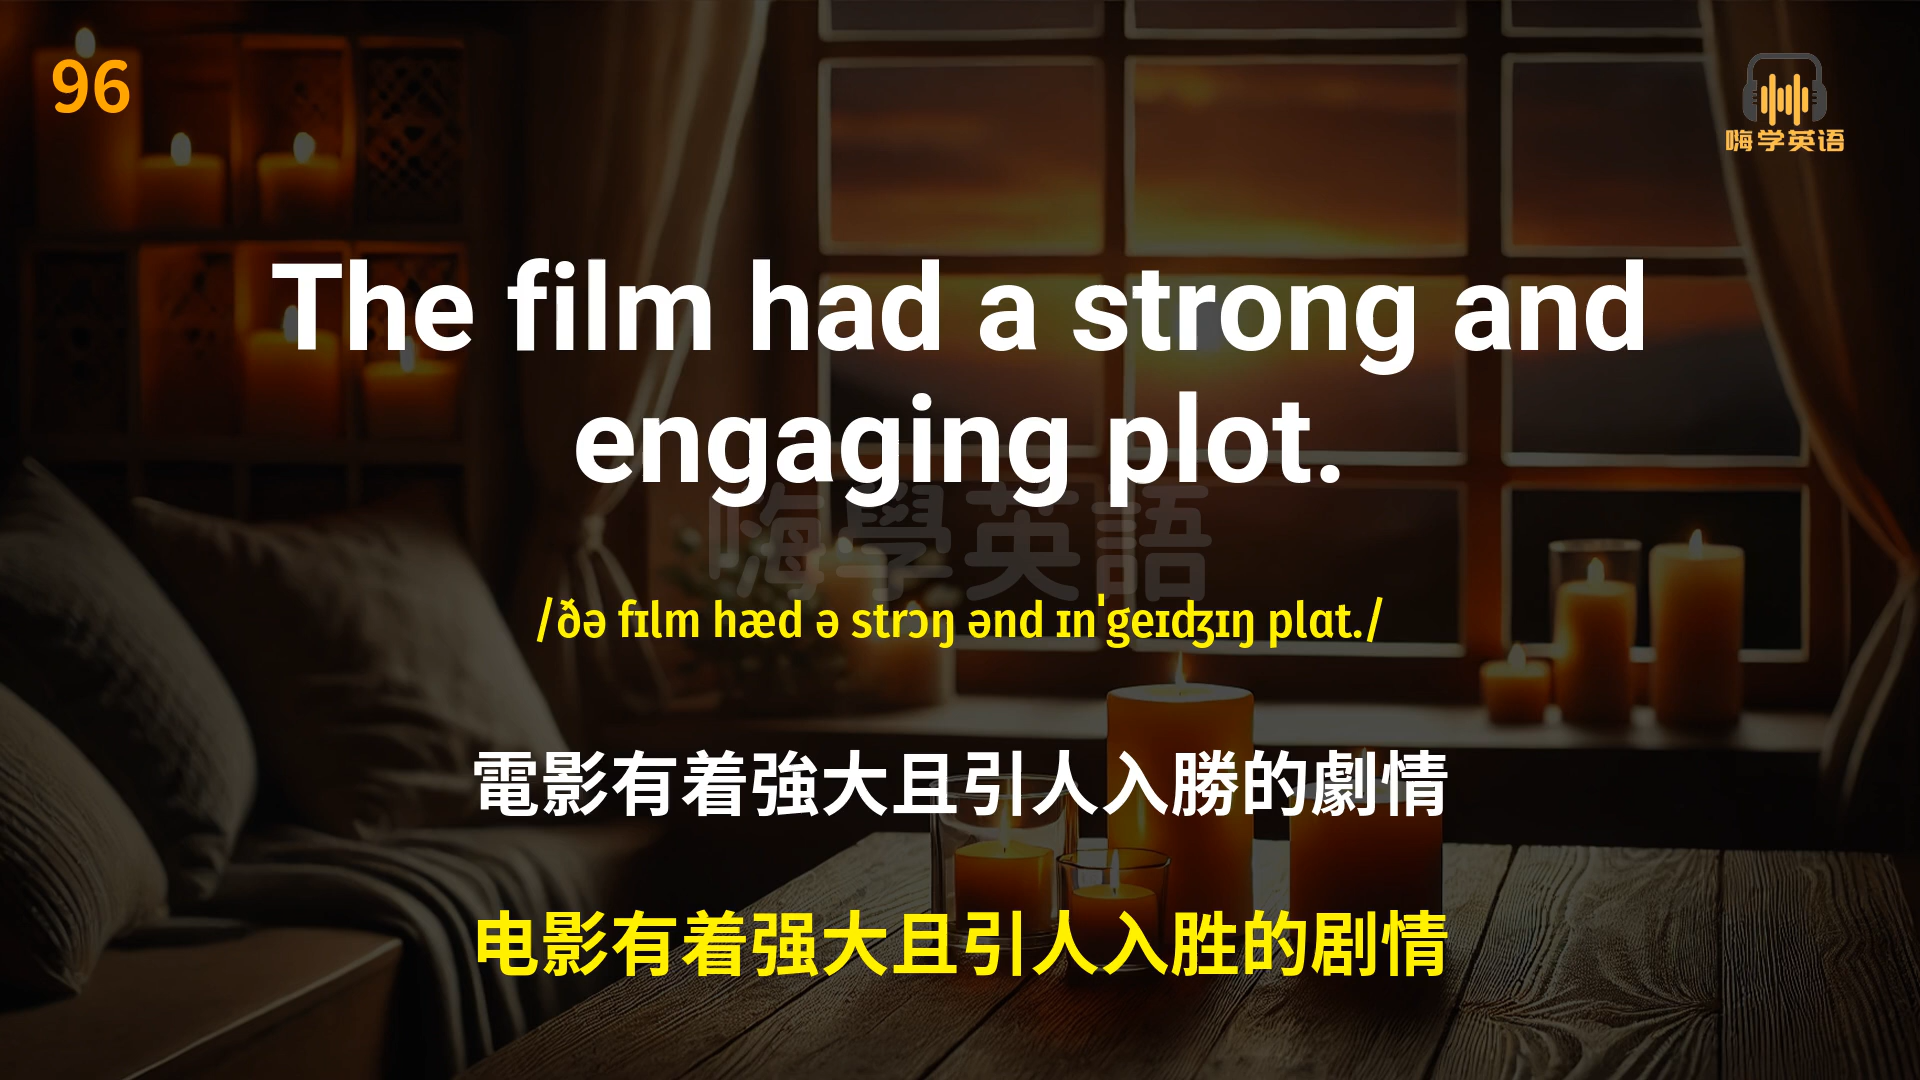 96
嗨学英语
The film had a strong and
engaging plot.
嗨學英語
/ðə fɪlm hæd ə strɔŋ ənd ɪnˈɡeɪdʒɪŋ plɑt./
電影有着強大且引人入勝的劇情
电影有着强大且引人入胜的剧情